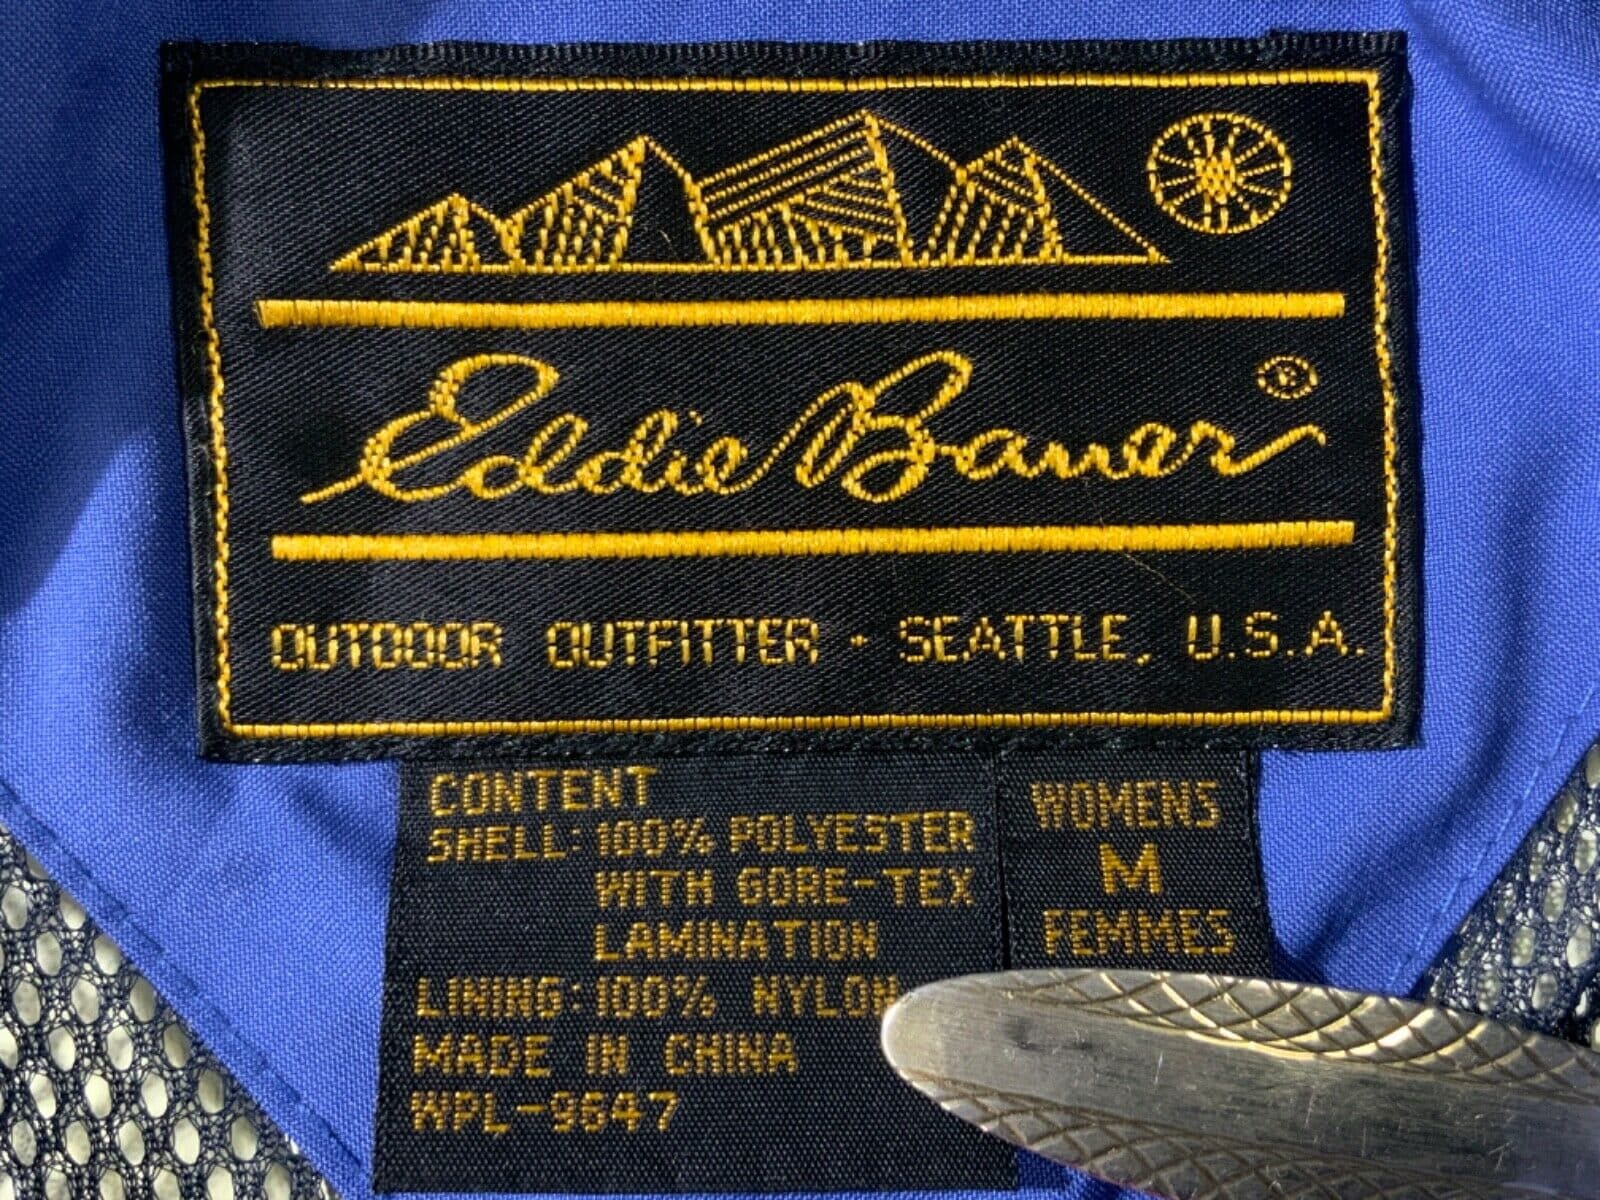 Eddie Bauer®
OUTDOOR OUTFITTER · SEATTLE, U.S.A.
CONTENT
SHELL: 100% POLYESTER
WITH GORE-TEX
LAMINATION
LINING: 100% NYLON
MADE IN CHINA
WPL-9647
WOMENS
M
FEMMES